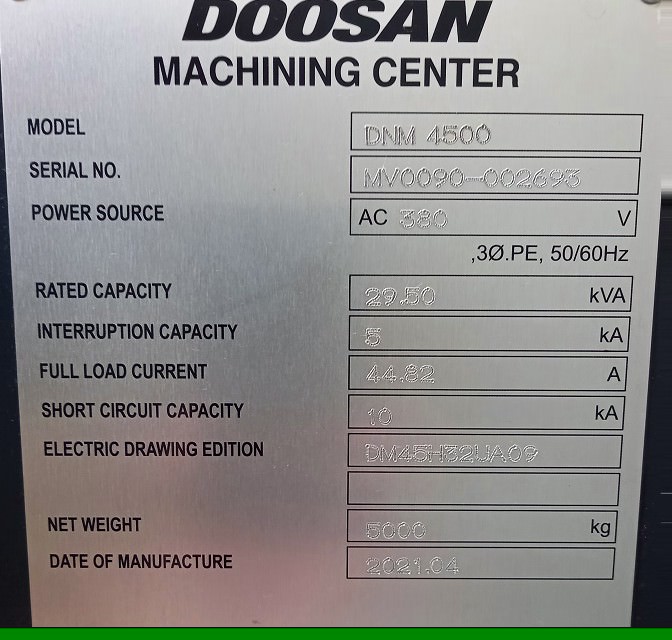 DOOSAN
MACHINING CENTER
MODEL DNM 4500
SERIAL NO. MV0090-002693
POWER SOURCE AC 380 V
,3Ø.PE, 50/60Hz
RATED CAPACITY 29.50 kVA
INTERRUPTION CAPACITY 5 kA
FULL LOAD CURRENT 44.82 A
SHORT CIRCUIT CAPACITY 10 kA
ELECTRIC DRAWING EDITION DM45H32UA09
NET WEIGHT 5000 kg
DATE OF MANUFACTURE 2021.04